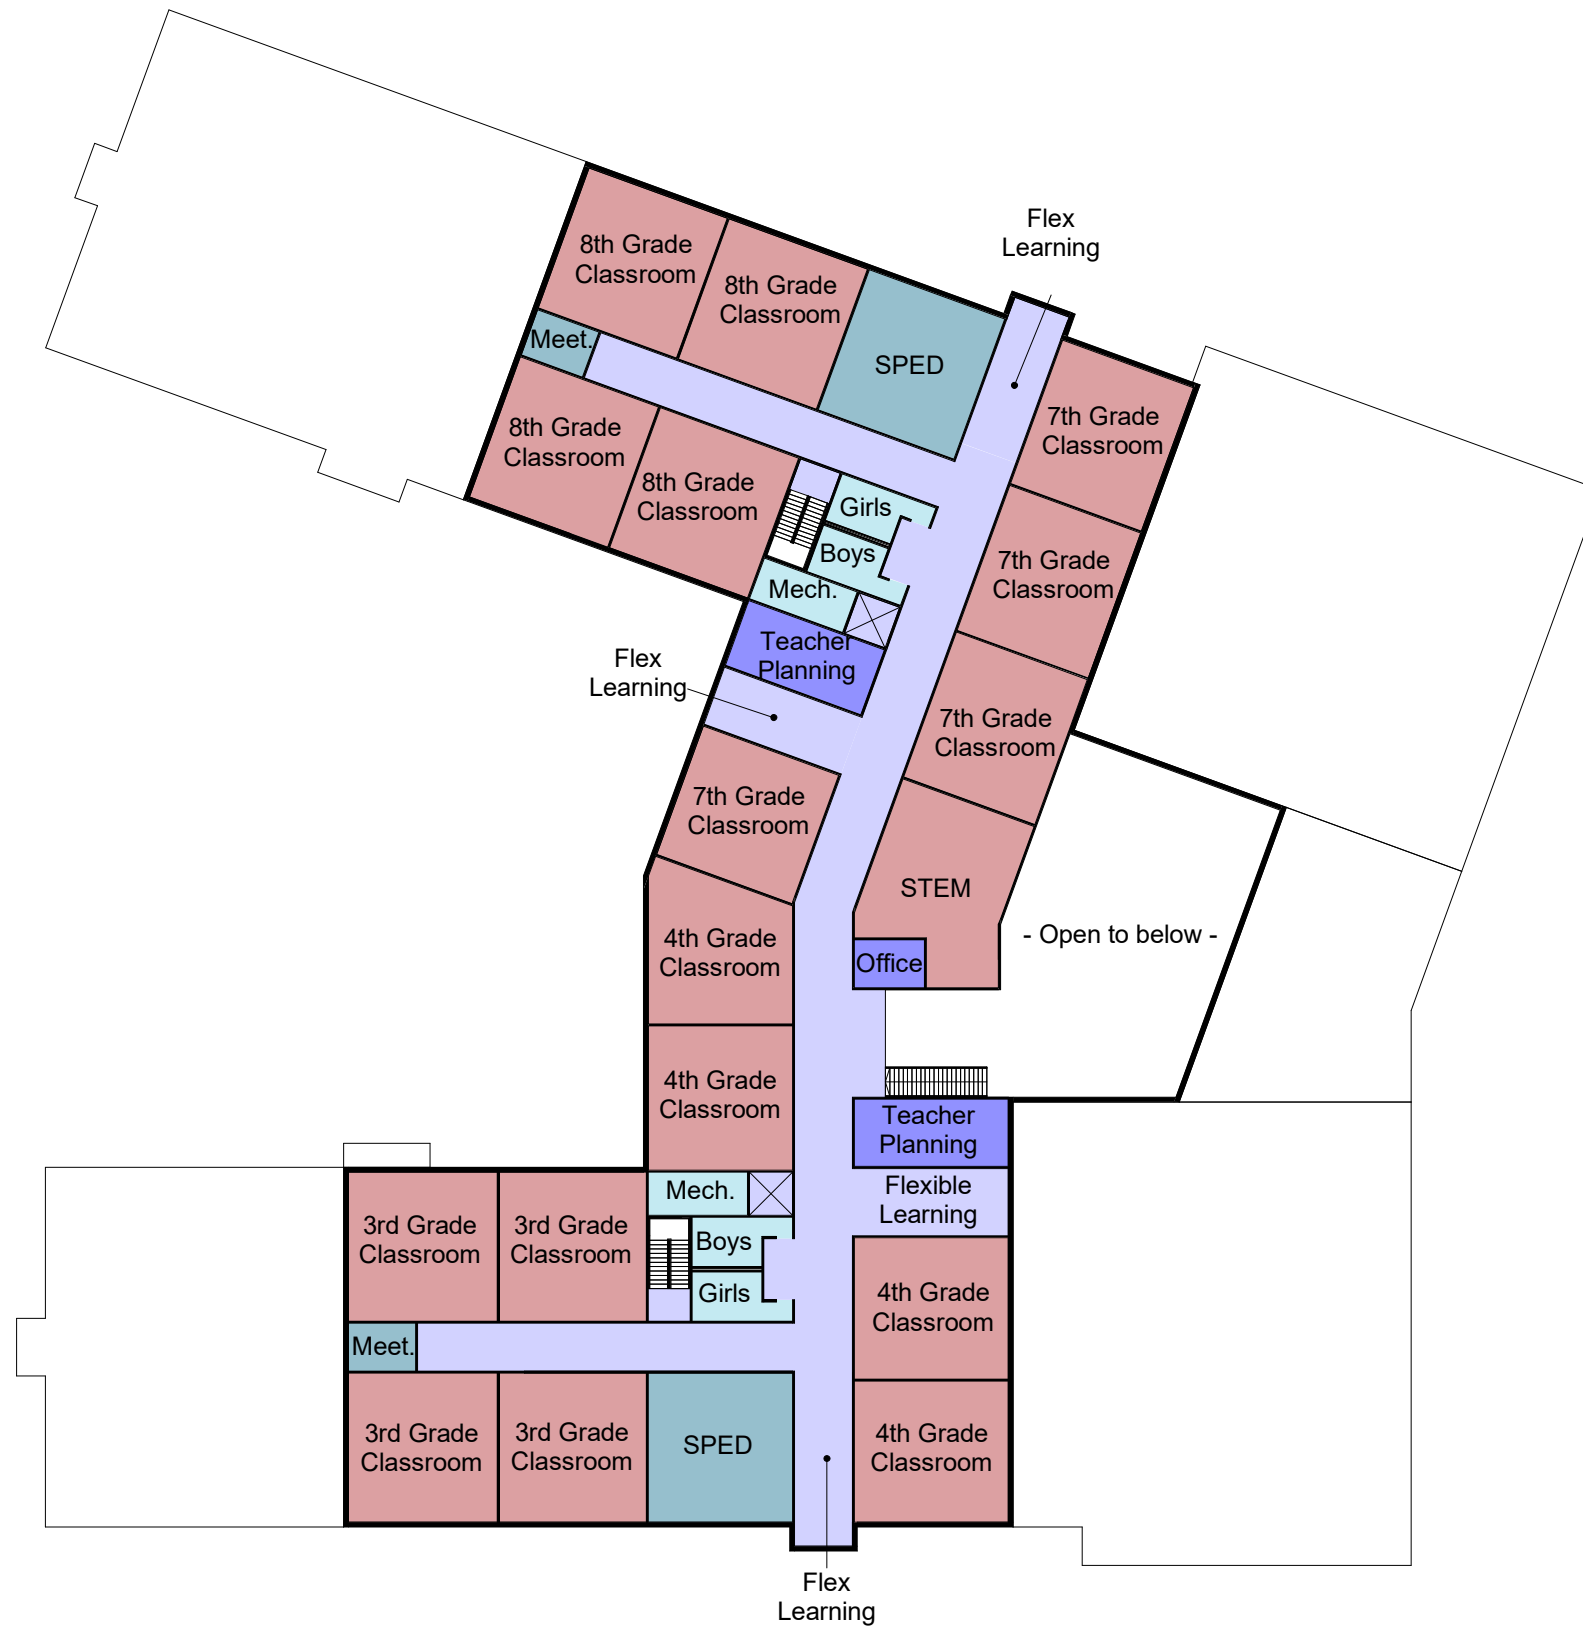 Flex
Learning
8th Grade
Classroom
8th Grade
Classroom
Meet.
SPED
7th Grade
Classroom
8th Grade
Classroom
8th Grade
Classroom
Girls
Boys
Mech.
7th Grade
Classroom
Teacher
Planning
Flex
Learning
7th Grade
Classroom
7th Grade
Classroom
STEM
4th Grade
Classroom
- Open to below -
Office
4th Grade
Classroom
Teacher
Planning
Mech.
Flexible
Learning
3rd Grade
Classroom
3rd Grade
Classroom
Boys
Girls
4th Grade
Classroom
Meet.
3rd Grade
Classroom
3rd Grade
Classroom
SPED
4th Grade
Classroom
Flex
Learning